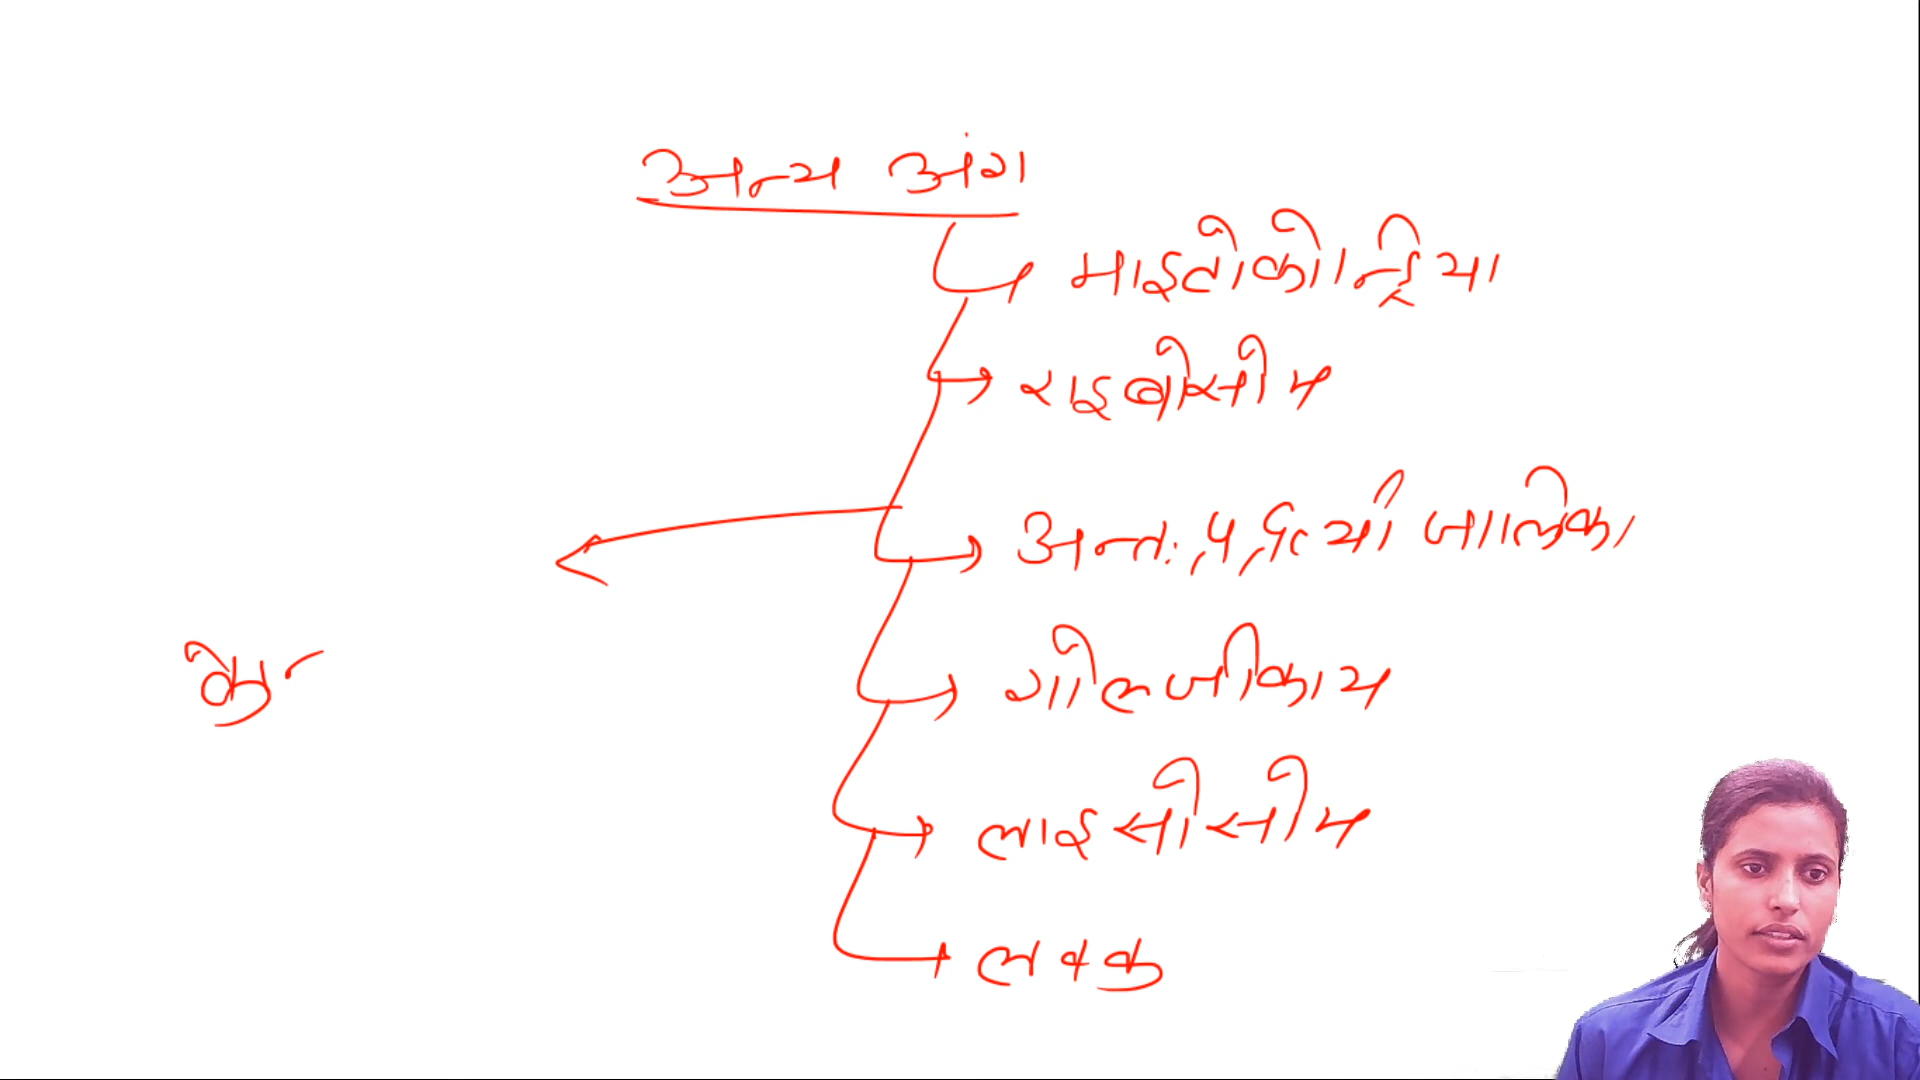 अन्य अंग
माइटोकोन्ड्रिया
राइबोसोम
अन्तः प्रद्रव्यी जालिका
गोल्जीकाय
लाइसोसोम
लवक